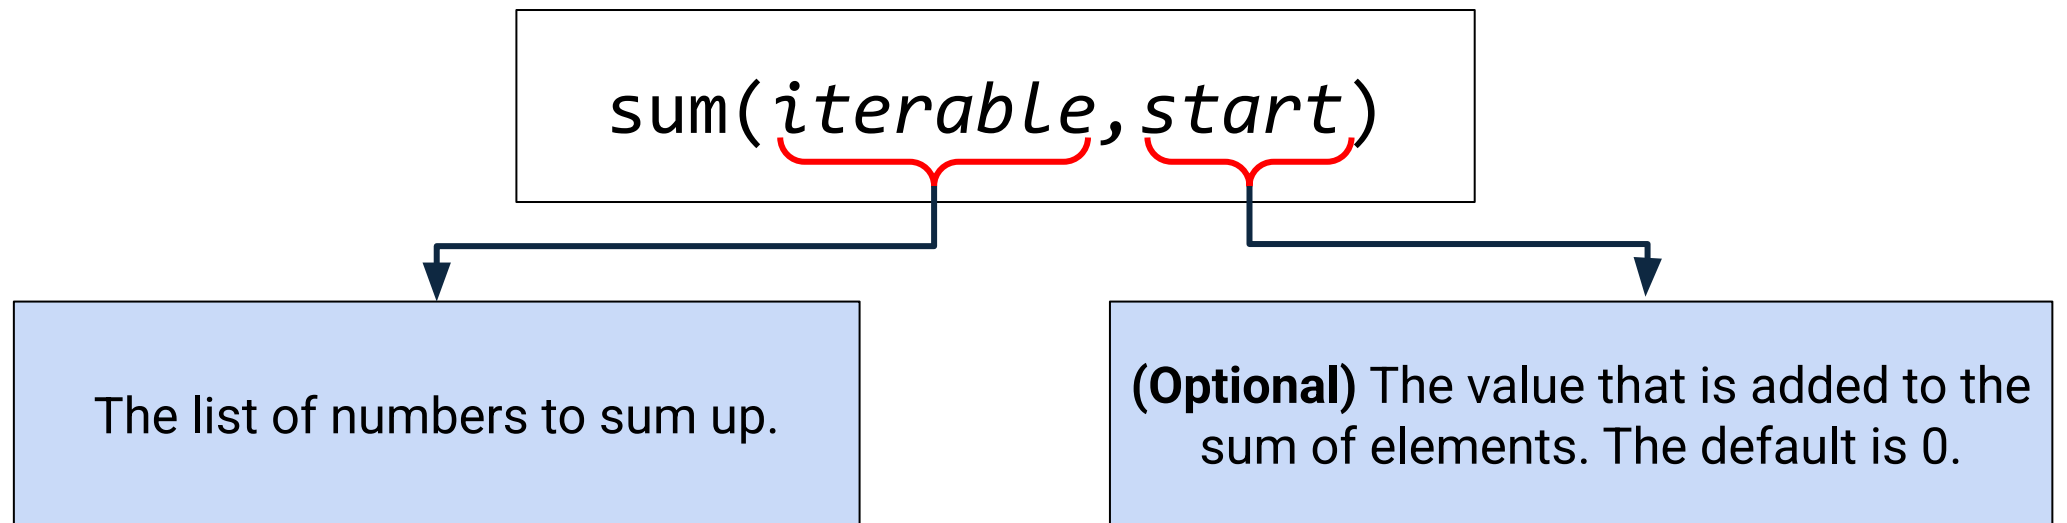 sum(iterable,start)
The list of numbers to sum up.
(Optional) The value that is added to the
sum of elements. The default is 0.